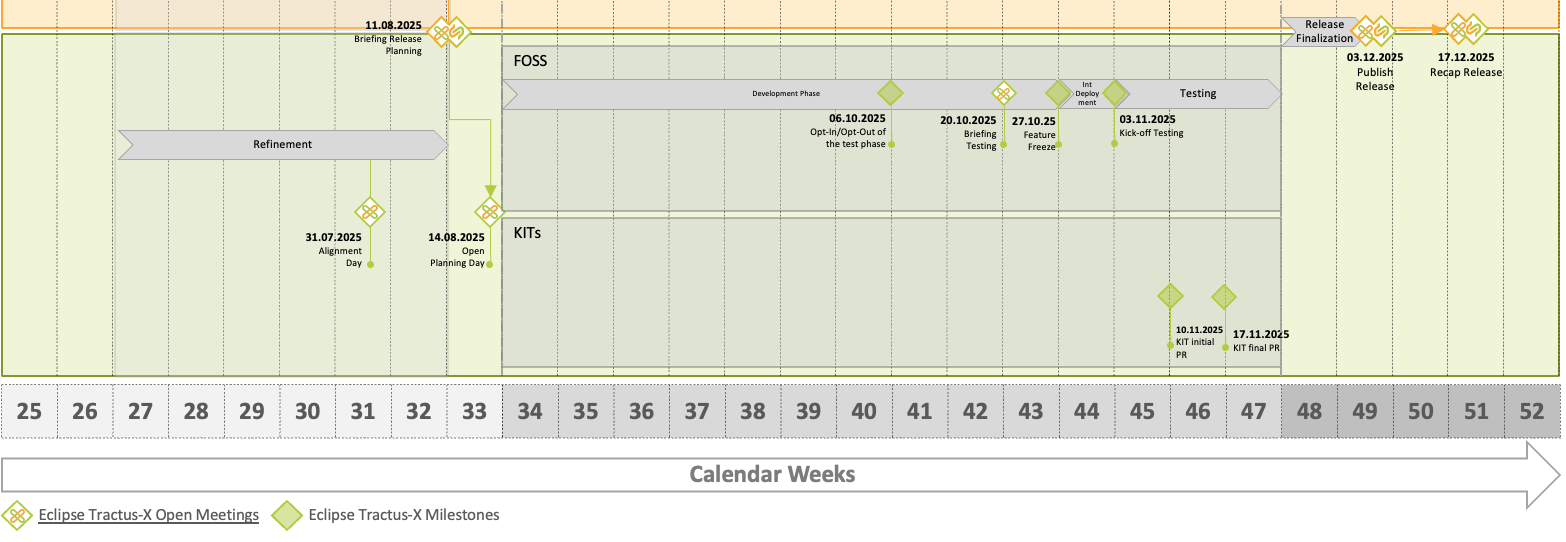 11.08.2025
Briefing Release
Planning
Release
Finalization
03.12.2025
Publish
Release
17.12.2025
Recap Release
FOSS
Development Phase
Int
Deploy
ment
Testing
06.10.2025
Opt-In/Opt-Out of
the test phase
20.10.2025
Briefing
Testing
27.10.25
Feature
Freeze
03.11.2025
Kick-off Testing
Refinement
31.07.2025
Alignment
Day
14.08.2025
Open
Planning Day
KITs
10.11.2025
KIT initial
PR
17.11.2025
KIT final PR
25 26 27 28 29 30 31 32 33 34 35 36 37 38 39 40 41 42 43 44 45 46 47 48 49 50 51 52
Calendar Weeks
Eclipse Tractus-X Open Meetings
Eclipse Tractus-X Milestones